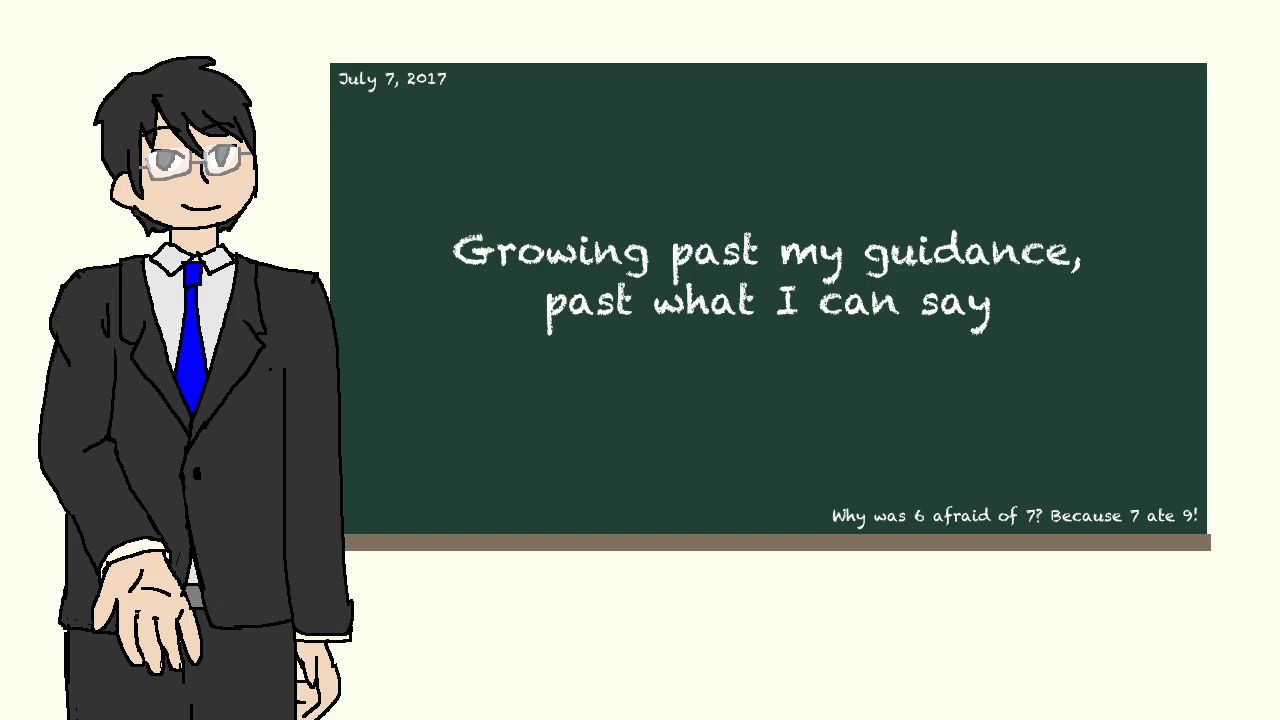 July 7, 2017
Growing past my guidance,
past what I can say
Why was 6 afraid of 7? Because 7 ate 9!